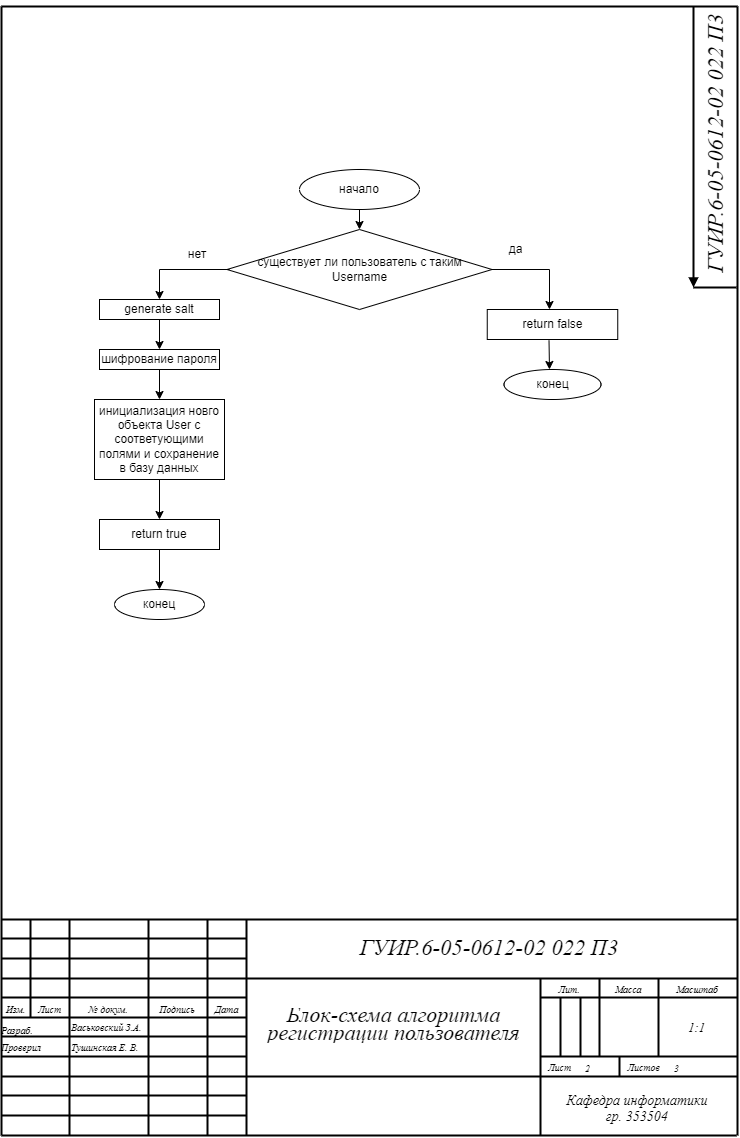 ГУИР.6-05-0612-02 022 ПЗ
начало
нет
да
существует ли пользователь с таким
Username
generate salt
return false
шифрование пароля
конец
инициализация новго
объекта User с
соответующими
полями и сохранение
в базу данных
return true
конец
ГУИР.6-05-0612-02 022 ПЗ
Изм. Лист № докум. Подпись Дата
Разраб. Васьковский З.А.
Проверил Тушинская Е. В.
Блок-схема алгоритма
регистрации пользователя
Лит. Масса Масштаб
1:1
Лист 2 Листов 3
Кафедра информатики
гр. 353504